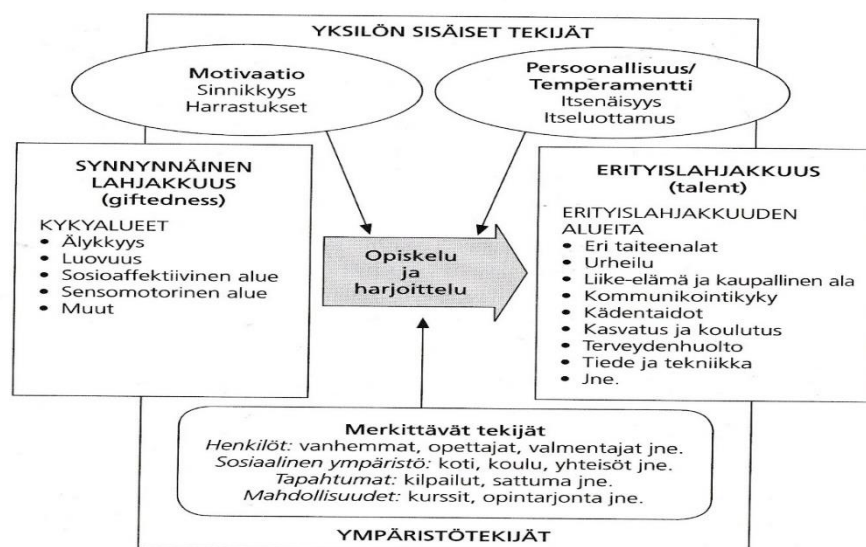 YKSILÖN SISÄISET TEKIJÄT
Motivaatio
Sinnikkyys
Harrastukset
Persoonallisuus/
Temperamentti
Itsenäisyys
Itseluottamus
SYNNYNNÄINEN
LAHJAKKUUS
(giftedness)
KYKYALUEET
• Älykkyys
• Luovuus
• Sosioaffektiivinen alue
• Sensomotorinen alue
• Muut
Opiskelu
ja
harjoittelu
ERITYISLAHJAKKUUS
(talent)
ERITYISLAHJAKKUUDEN
ALUEITA
• Eri taiteenalat
• Urheilu
• Liike-elämä ja kaupallinen ala
• Kommunikointikyky
• Kädentaidot
• Kasvatus ja koulutus
• Terveydenhuolto
• Tiede ja tekniikka
• Jne.
Merkittävät tekijät
Henkilöt: vanhemmat, opettajat, valmentajat jne.
Sosiaalinen ympäristö: koti, koulu, yhteisöt jne.
Tapahtumat: kilpailut, sattuma jne.
Mahdollisuudet: kurssit, opintarjonta jne.
YMPÄRISTÖTEKIJÄT